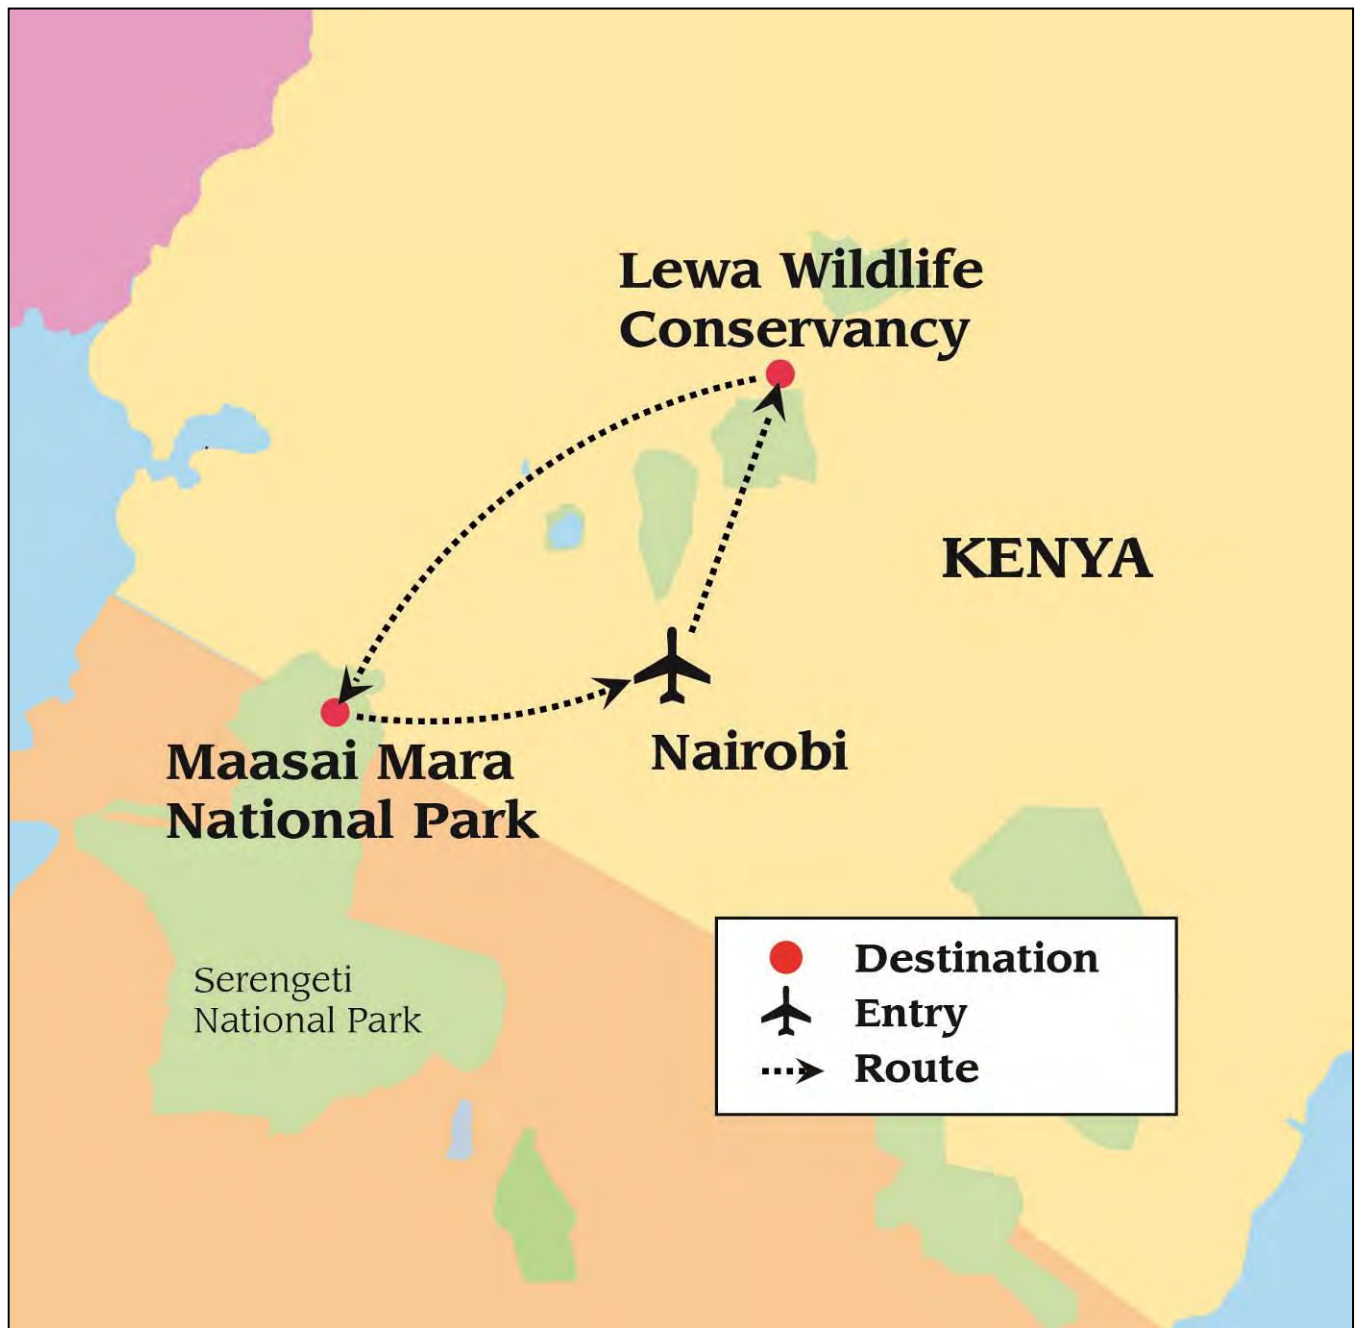 Lewa Wildlife
Conservancy
KENYA
Nairobi
Maasai Mara
National Park
Serengeti
National Park
Destination
Entry
Route